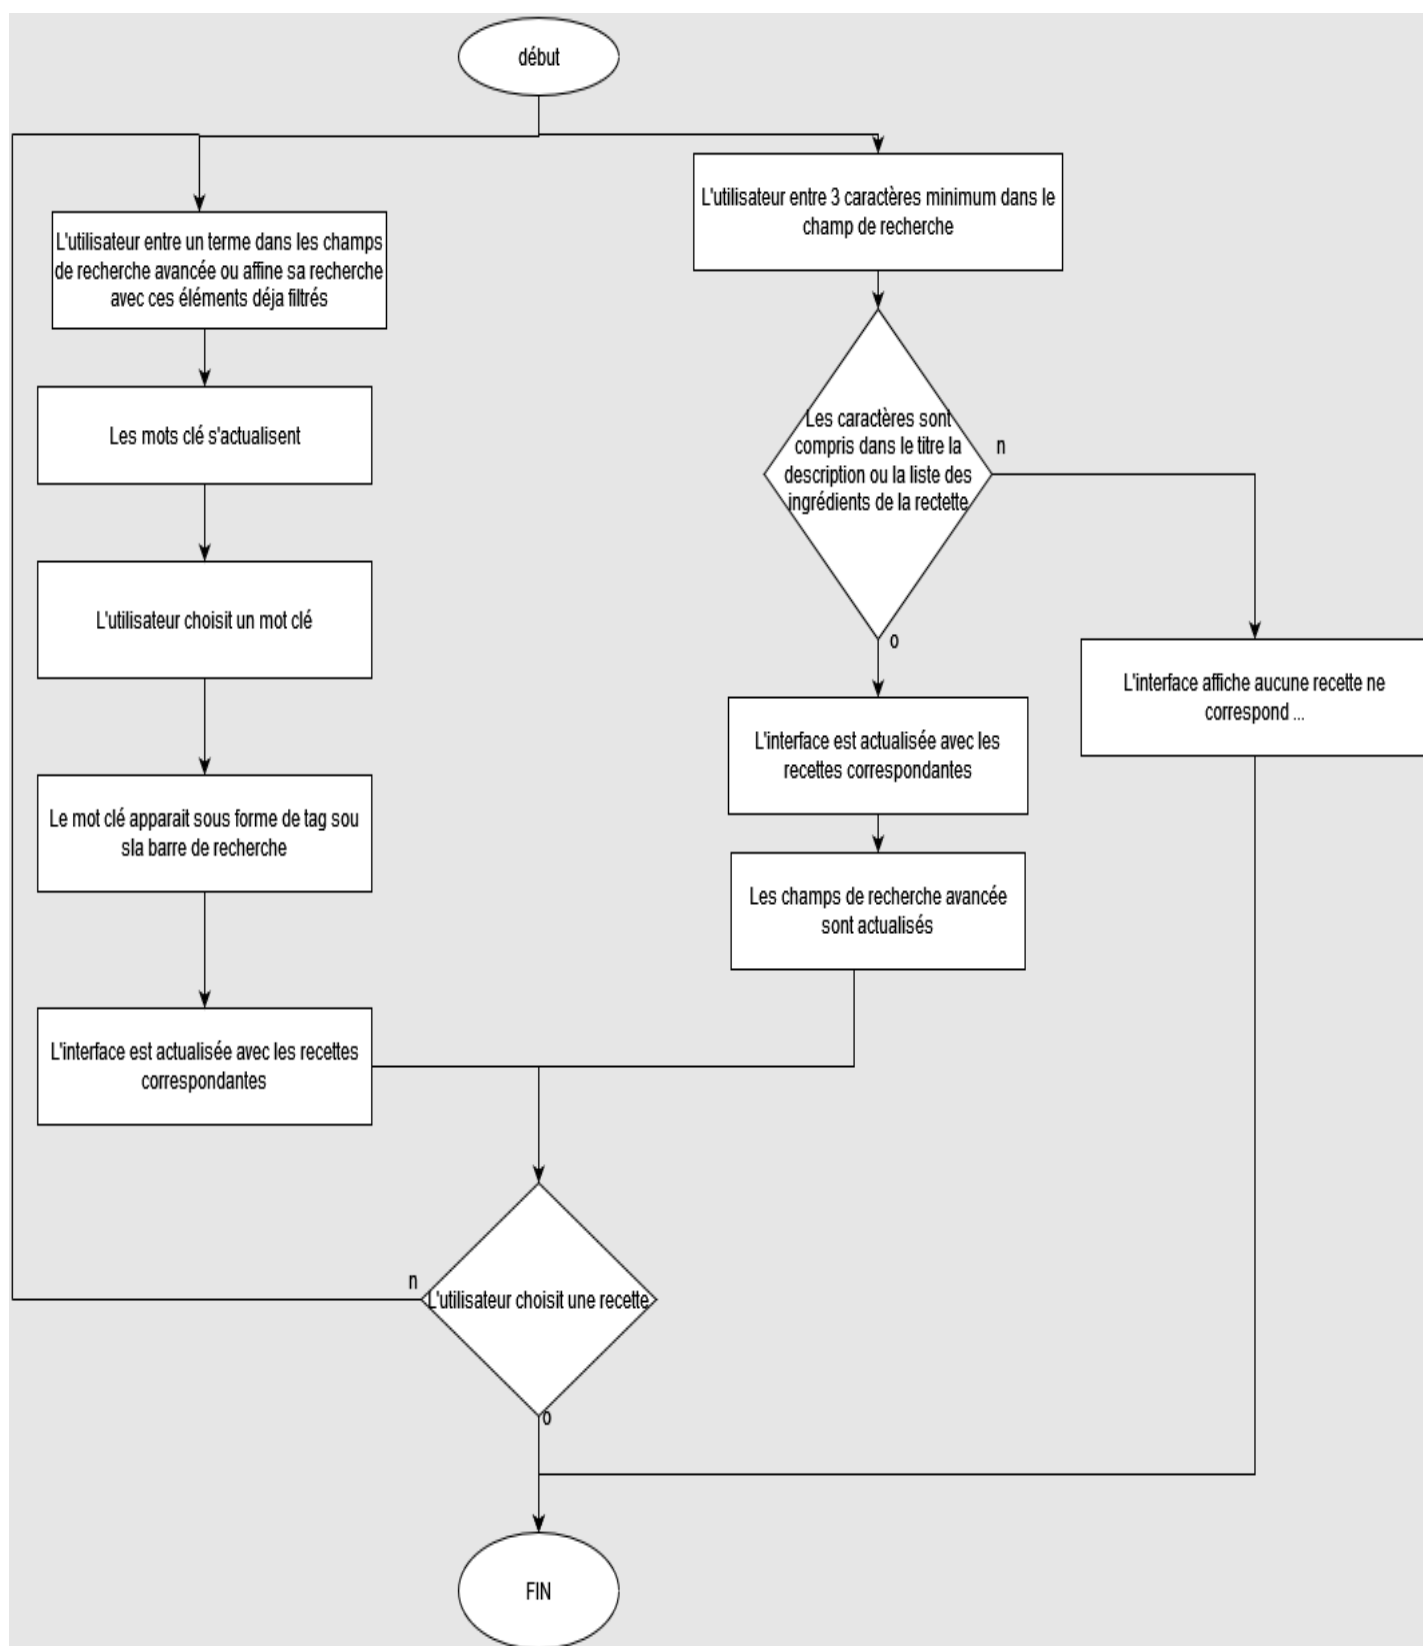 début
L'utilisateur entre 3 caractères minimum dans le
champ de recherche
L'utilisateur entre un terme dans les champs
de recherche avancée ou affine sa recherche
avec ces éléments déja filtrés
Les mots clé s'actualisent
Les caractères sont
compris dans le titre la
description ou la liste des
ingrédients de la rectette
n
o
L'utilisateur choisit un mot clé
L'interface affiche aucune recette ne
correspond ...
L'interface est actualisée avec les
recettes correspondantes
Le mot clé apparait sous forme de tag sou
sla barre de recherche
Les champs de recherche avancée
sont actualisés
L'interface est actualisée avec les recettes
correspondantes
n
L'utilisateur choisit une recette
o
FIN